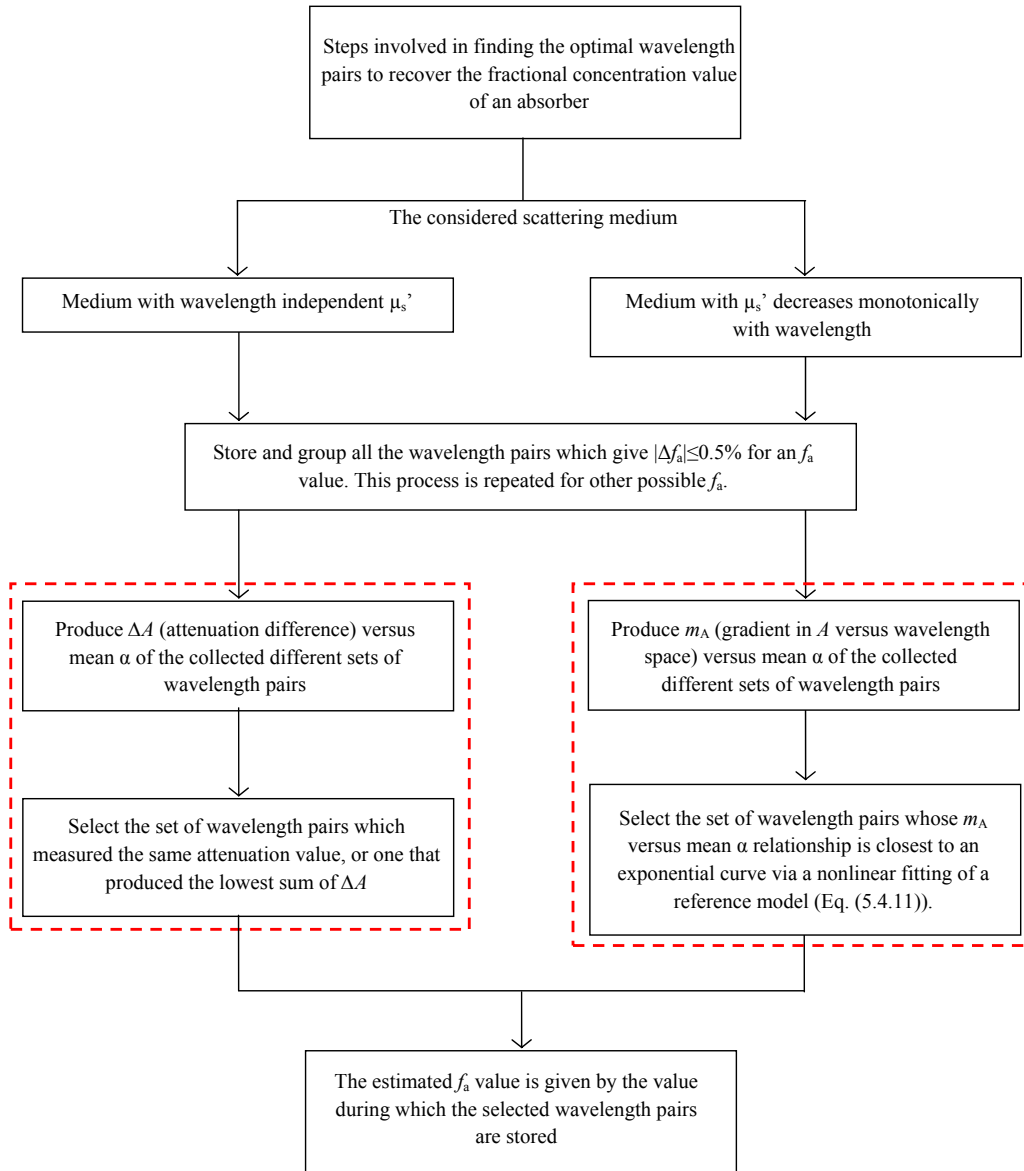 Steps involved in finding the optimal wavelength
pairs to recover the fractional concentration value
of an absorber
The considered scattering medium
Medium with wavelength independent μs’
Medium with μs’ decreases monotonically
with wavelength
Store and group all the wavelength pairs which give |Δfa|≤0.5% for an fa
value. This process is repeated for other possible fa.
Produce ΔA (attenuation difference) versus
mean α of the collected different sets of
wavelength pairs
Produce mA (gradient in A versus wavelength
space) versus mean α of the collected
different sets of wavelength pairs
Select the set of wavelength pairs which
measured the same attenuation value, or one that
produced the lowest sum of ΔA
Select the set of wavelength pairs whose mA
versus mean α relationship is closest to an
exponential curve via a nonlinear fitting of a
reference model (Eq. (5.4.11)).
The estimated fa value is given by the value
during which the selected wavelength pairs
are stored